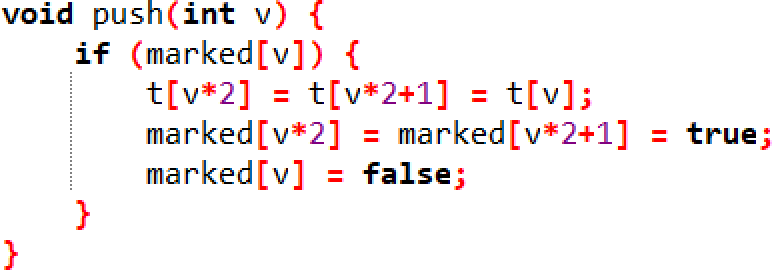 void push(int v) {
    if (marked[v]) {
        t[v*2] = t[v*2+1] = t[v];
        marked[v*2] = marked[v*2+1] = true;
        marked[v] = false;
    }
}